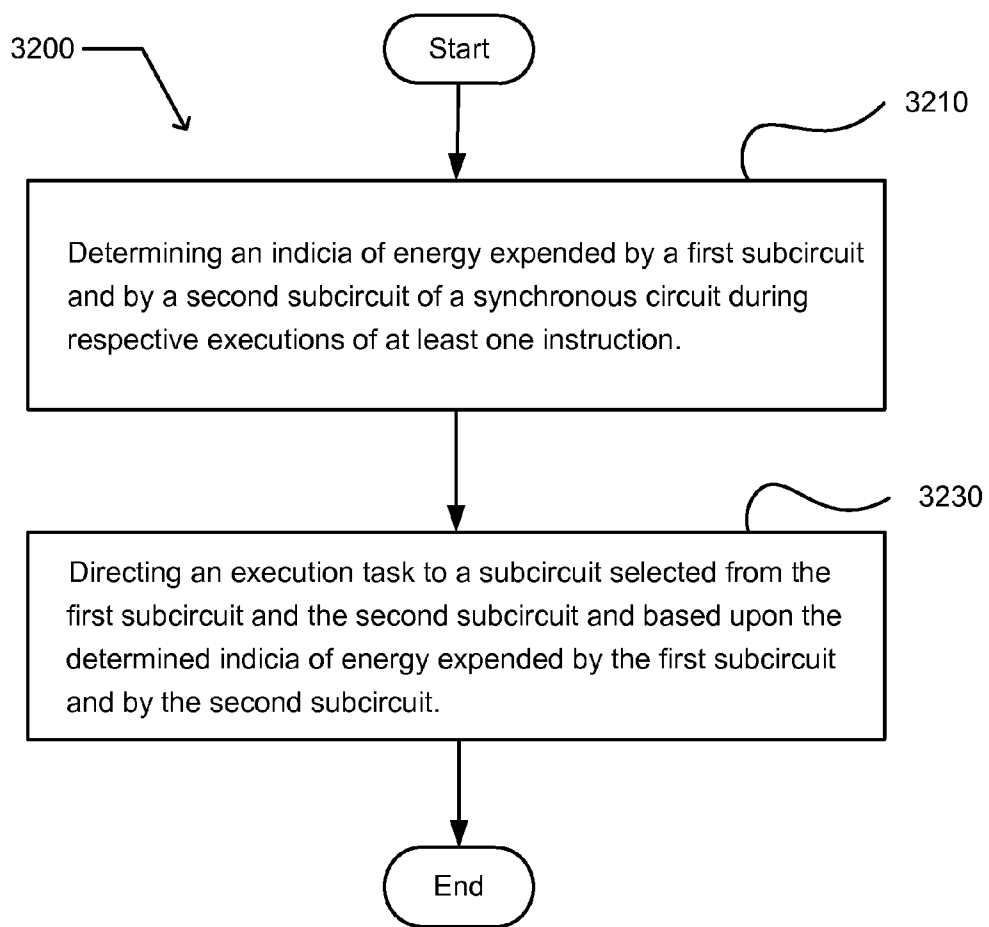 3200
Start
3210
Determining an indicia of energy expended by a first subcircuit
and by a second subcircuit of a synchronous circuit during
respective executions of at least one instruction.
3230
Directing an execution task to a subcircuit selected from the
first subcircuit and the second subcircuit and based upon the
determined indicia of energy expended by the first subcircuit
and by the second subcircuit.
End